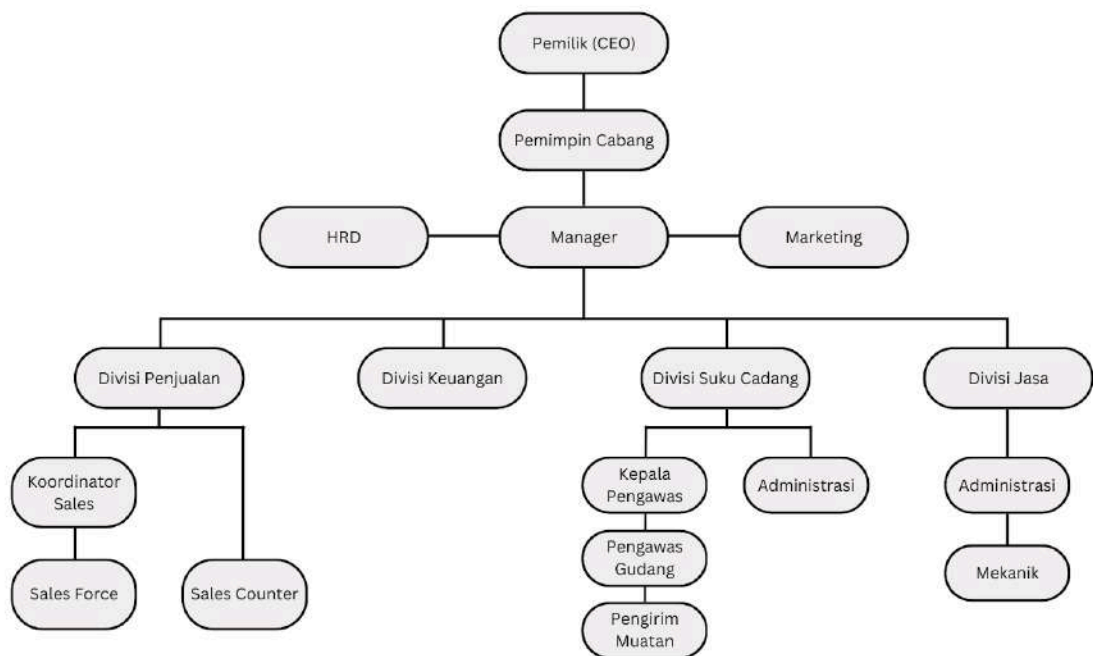 Pemilik (CEO)
Pemimpin Cabang
HRD
Manager
Marketing
Divisi Penjualan
Divisi Keuangan
Divisi Suku Cadang
Divisi Jasa
Koordinator
Sales
Kepala
Pengawas
Administrasi
Administrasi
Pengawas
Gudang
Mekanik
Sales Force
Sales Counter
Pengirim
Muatan